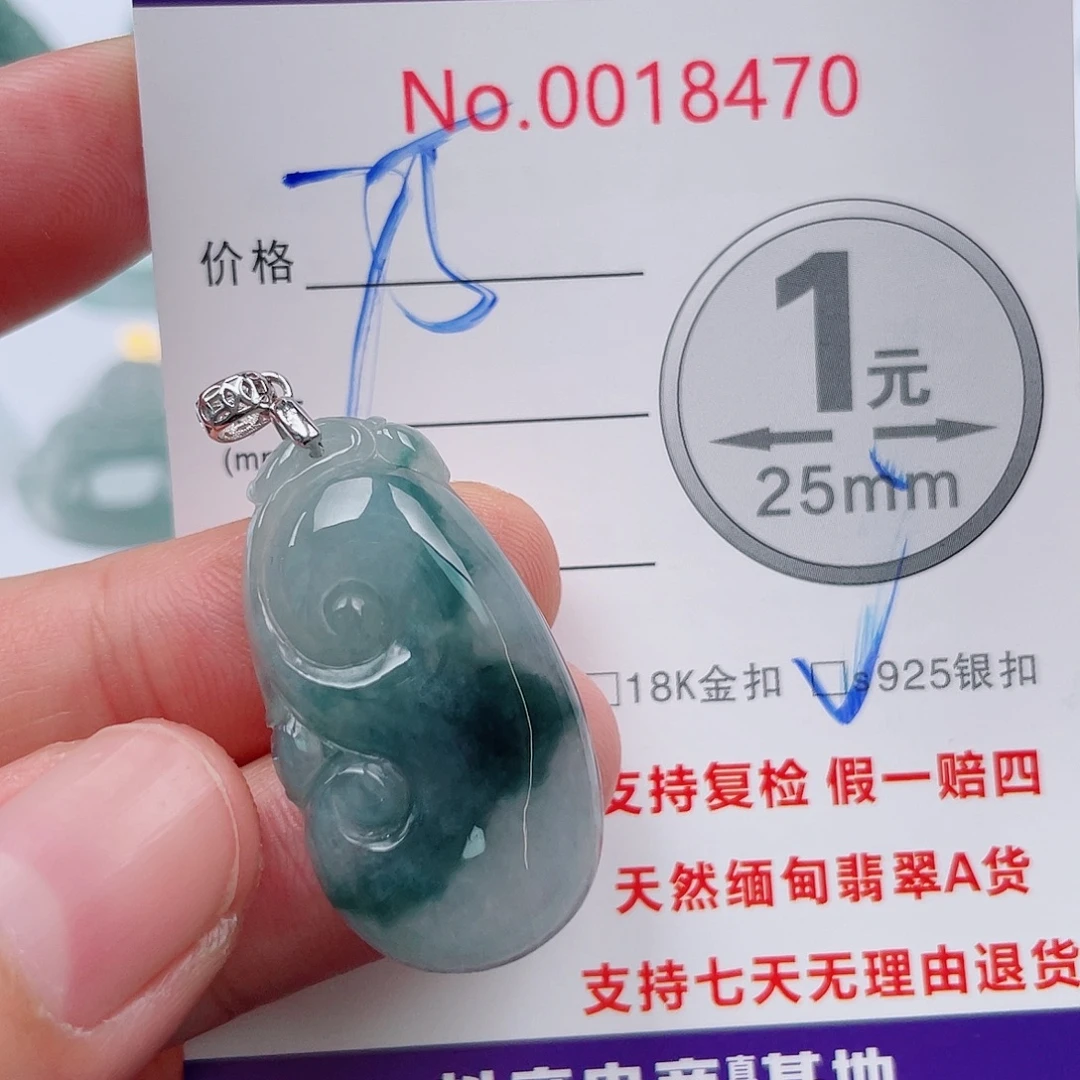 No.0018470
价格
1元
25mm
(mm
□18K金扣 □s925银扣
支持复检 假一赔四
天然缅甸翡翠A货
支持七天无理由退货